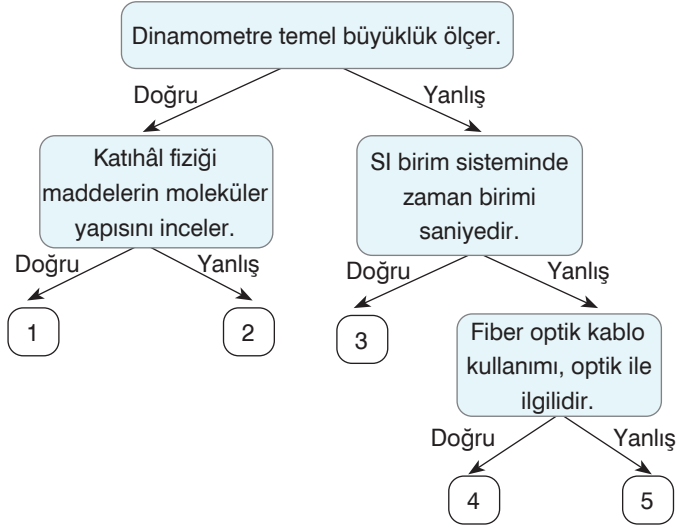 Dinamometre temel büyüklük ölçer.
Doğru
Yanlış
Katıhâl fiziği
maddelerin moleküler
yapısını inceler.
SI birim sisteminde
zaman birimi
saniyedir.
Doğru
Yanlış
Doğru
Yanlış
1
2
3
Fiber optik kablo
kullanımı, optik ile
ilgilidir.
Doğru
Yanlış
4
5